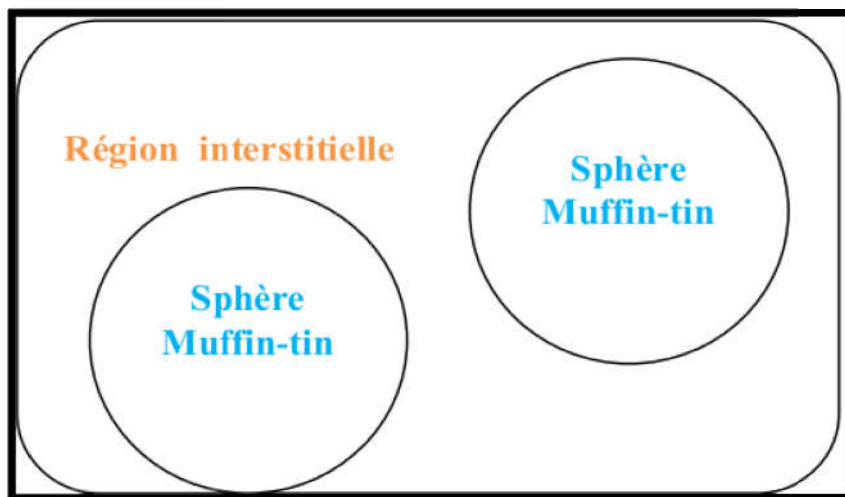 Région interstitielle
Sphère
Muffin-tin
Sphère
Muffin-tin